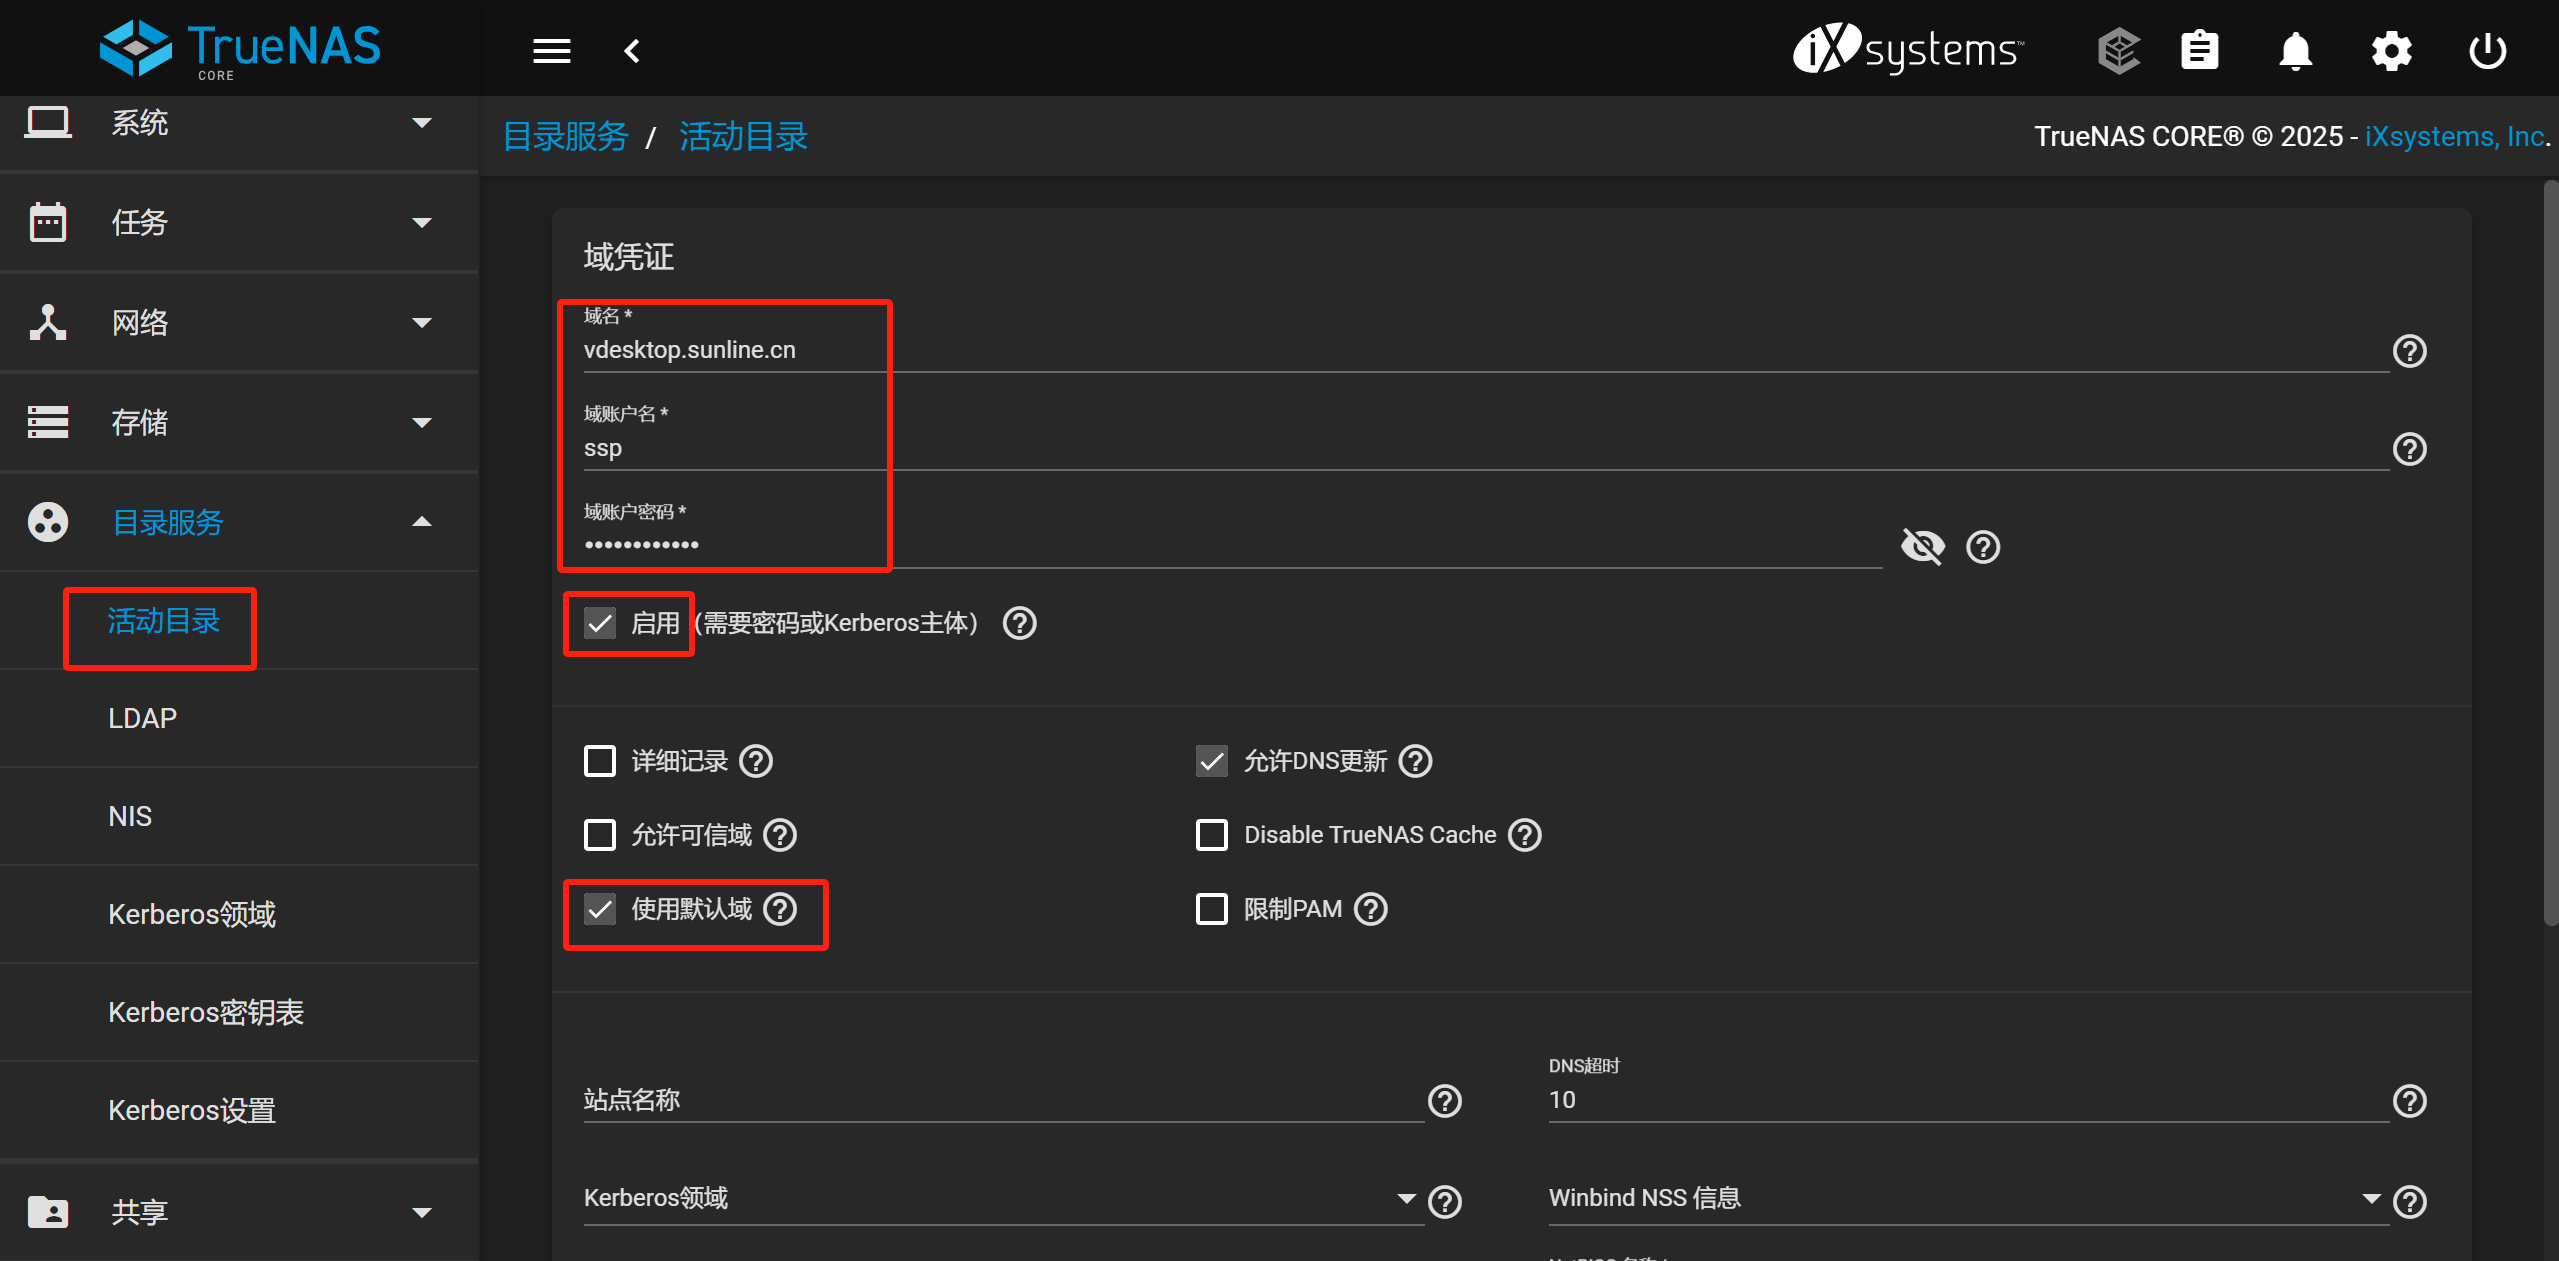 TrueNAS
CORE
iXsystems™
系统
任务
网络
存储
目录服务
活动目录
LDAP
NIS
Kerberos领域
Kerberos密钥表
Kerberos设置
共享
目录服务 / 活动目录
TrueNAS CORE® © 2025 - iXsystems, Inc.
域凭证
域名 *
vdesktop.sunline.cn
域账户名 *
ssp
域账户密码 *
••••••••••••
启用 (需要密码或Kerberos主体)
详细记录
允许DNS更新
允许可信域
Disable TrueNAS Cache
使用默认域
限制PAM
站点名称
DNS超时
10
Kerberos领域
Winbind NSS 信息